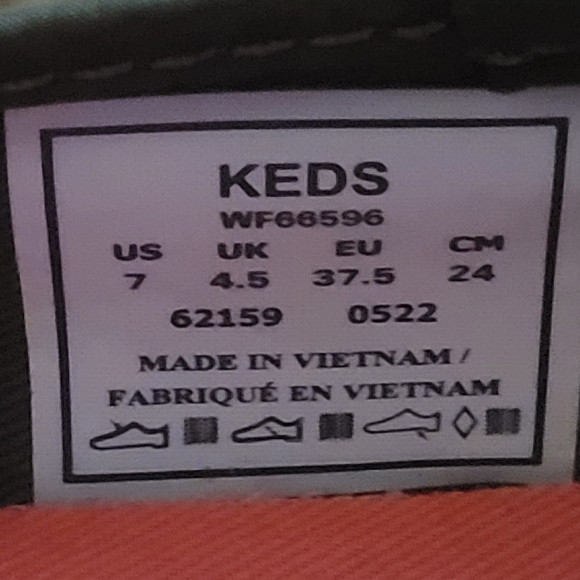 KEDS
WF66596
US UK EU CM
7 4.5 37.5 24
62159 0522
MADE IN VIETNAM /
FABRIQUÉ EN VIETNAM